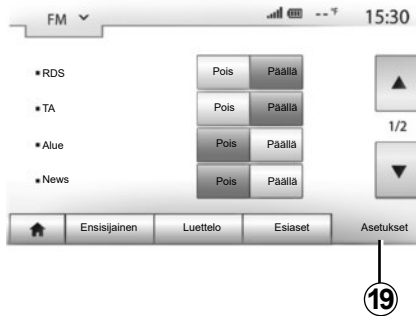 FM -- °F 15:30
RDS Pois Päällä
TA Pois Päällä
1/2
Alue Pois Päällä
News Pois Päällä
Ensisijainen Luettelo Esiaset Asetukset
19